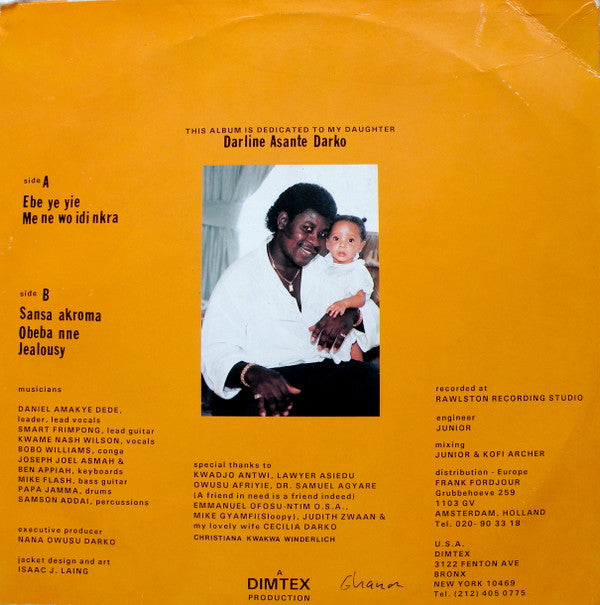 THIS ALBUM IS DEDICATED TO MY DAUGHTER
Darline Asante Darko
side A
Ebe ye yie
Me ne wo idi nkra
side B
Sansa akroma
Obeba nne
Jealousy
musicians
DANIEL AMAKYE DEDE,
leader, lead vocals
SMART FRIMPONG, lead guitar
KWAME NASH WILSON, vocals
BOBO WILLIAMS, conga
JOSEPH JOEL ASMAH &
BEN APPIAH, keyboards
MIKE FLASH, bass guitar
PAPA JAMMA, drums
SAMSON ADDAI, percussions
executive producer
NANA OWUSU DARKO
jacket design and art
ISAAC J. LAING
special thanks to
KWADJO ANTWI, LAWYER ASIEDU
OWUSU AFRIYIE, DR. SAMUEL AGYARE
(A friend in need is a friend indeed)
EMMANUEL OFOSU-NTIM O.S.A.,
MIKE GYAMFI(Sloopy), JUDITH ZWAAN &
my lovely wife CECILIA DARKO
CHRISTIANA KWAKWA WINDERLICH
A
DIMTEX
PRODUCTION
Ghanan
recorded at
RAWLSTON RECORDING STUDIO
engineer
JUNIOR
mixing
JUNIOR & KOFI ARCHER
distribution - Europe
FRANK FORDJOUR
Grubbehoeve 259
1103 GV
AMSTERDAM, HOLLAND
Tel. 020- 90 33 18
U.S.A.
DIMTEX
3122 FENTON AVE
BRONX
NEW YORK 10469
Tel. (212) 405 0775